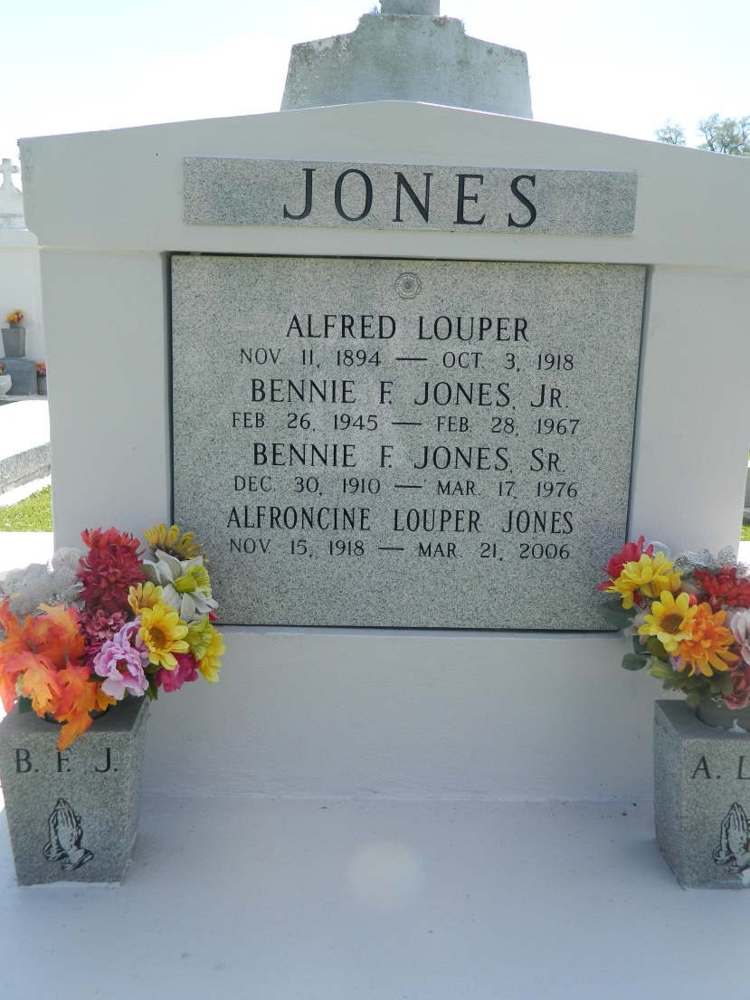 JONES
ALFRED LOUPER
NOV. 11, 1894 — OCT. 3, 1918
BENNIE F. JONES, JR.
FEB. 26, 1945 — FEB. 28, 1967
BENNIE F. JONES, SR.
DEC. 30, 1910 — MAR. 17, 1976
ALFRONCINE LOUPER JONES
NOV. 15, 1918 — MAR. 21, 2006
B. F. J.
A. L